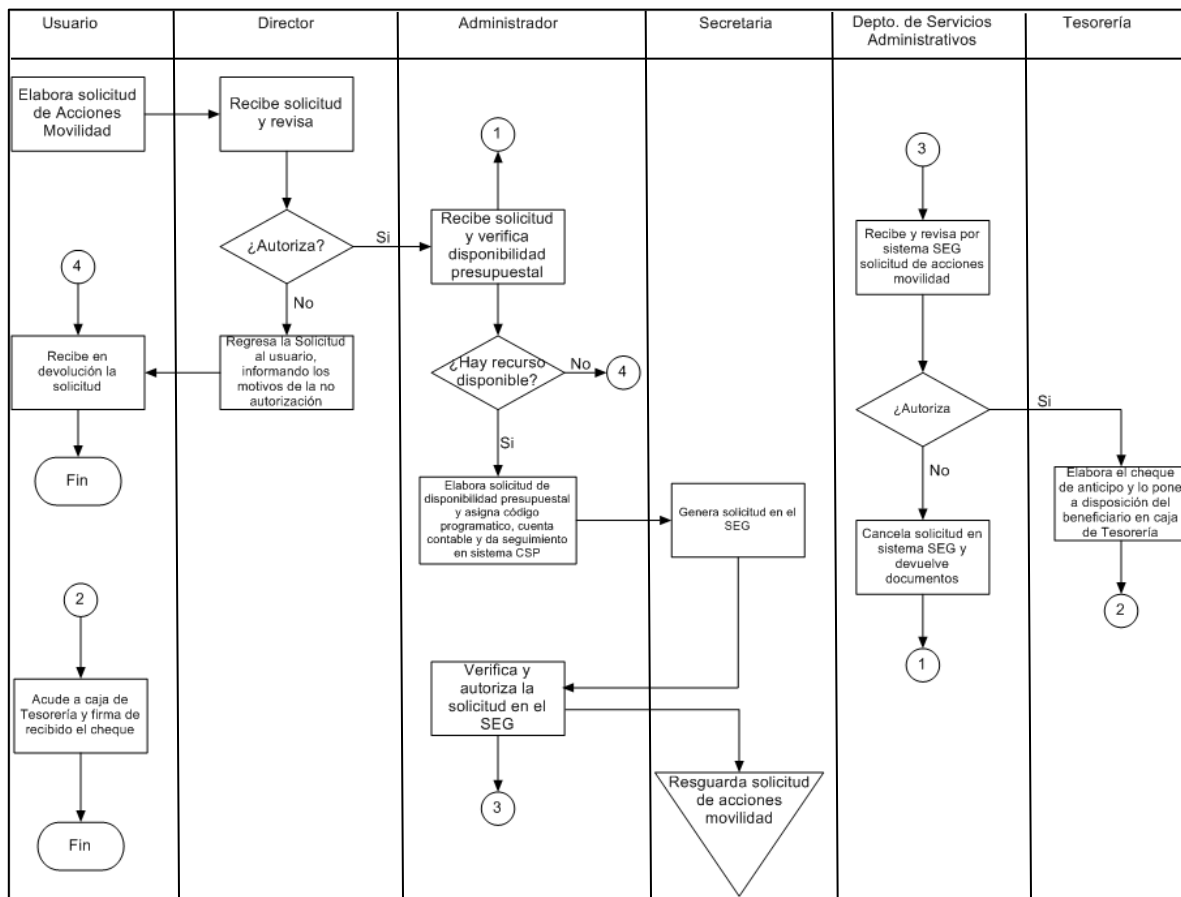 Usuario
Director
Administrador
Secretaria
Depto. de Servicios
Administrativos
Tesorería
Elabora solicitud
de Acciones
Movilidad
Recibe solicitud
y revisa
1
3
¿Autoriza?
Si
No
Recibe solicitud
y verifica
disponibilidad
presupuestal
Recibe y revisa por
sistema SEG
solicitud de acciones
movilidad
4
Recibe en
devolución la
solicitud
Regresa la Solicitud
al usuario,
informando los
motivos de la no
autorización
¿Hay recurso
disponible?
No
4
Si
¿Autoriza
Si
No
Fin
Elabora solicitud de
disponibilidad presupuestal
y asigna código
programatico, cuenta
contable y da seguimiento
en sistema CSP
Genera solicitud en el
SEG
Cancela solicitud en
sistema SEG y
devuelve
documentos
Elabora el cheque
de anticipo y lo pone
a disposición del
beneficiario en caja
de Tesorería
2
2
1
Acude a caja de
Tesorería y firma de
recibido el cheque
Verifica y
autoriza la
solicitud en el
SEG
3
Resguarda solicitud
de acciones
movilidad
Fin